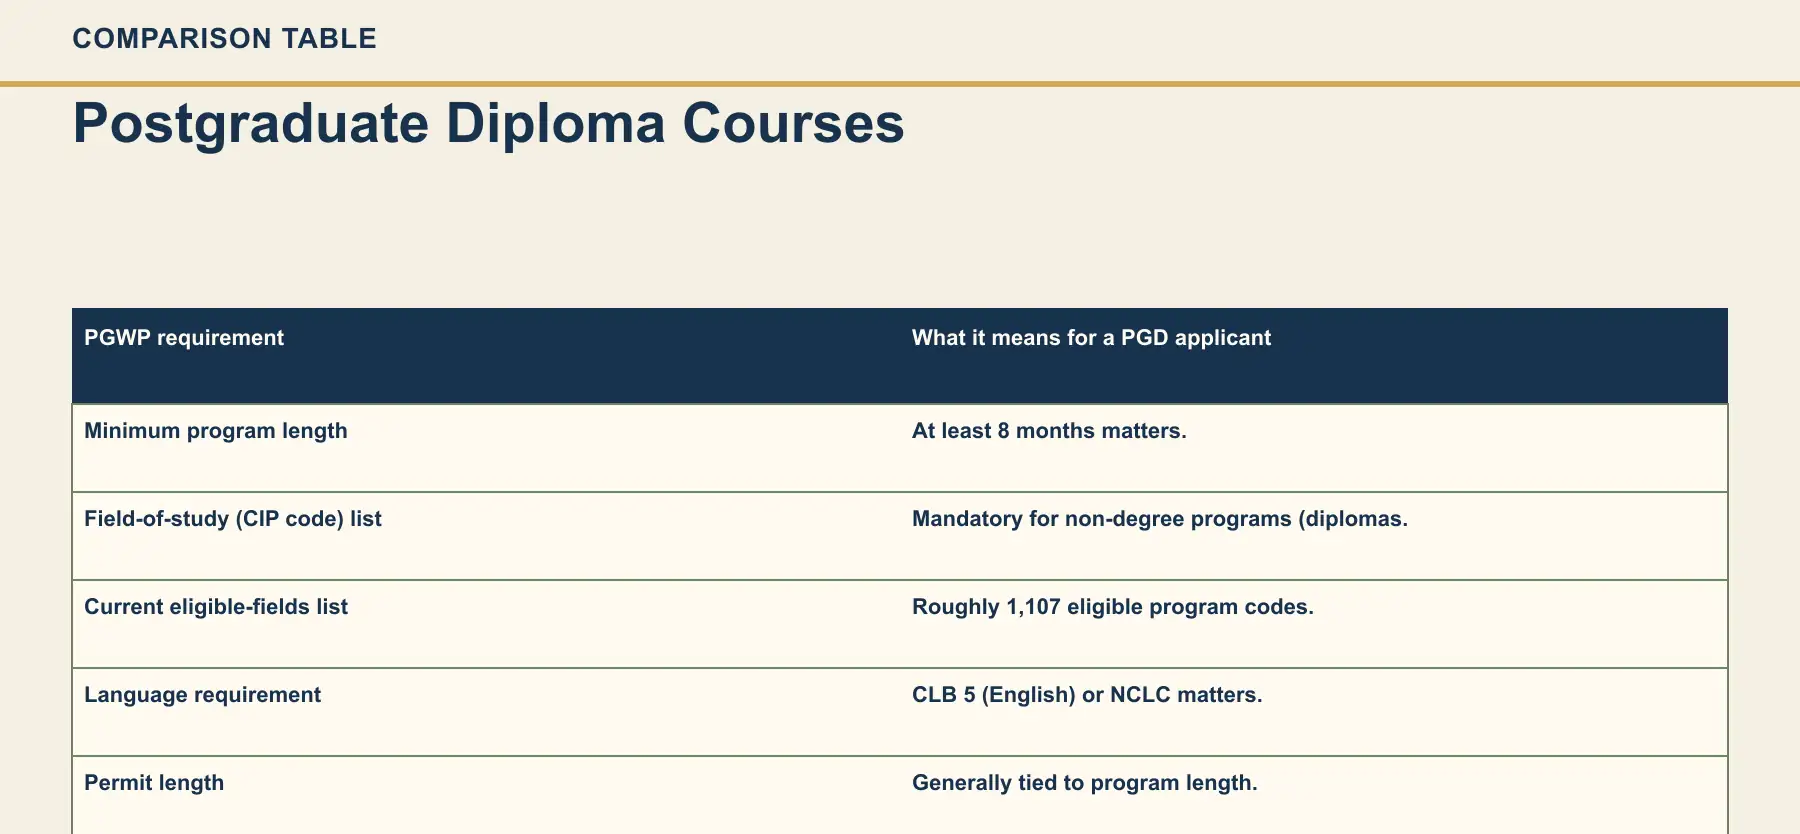 COMPARISON TABLE
Postgraduate Diploma Courses
PGWP requirement What it means for a PGD applicant
Minimum program length At least 8 months matters.
Field-of-study (CIP code) list Mandatory for non-degree programs (diplomas.
Current eligible-fields list Roughly 1,107 eligible program codes.
Language requirement CLB 5 (English) or NCLC matters.
Permit length Generally tied to program length.